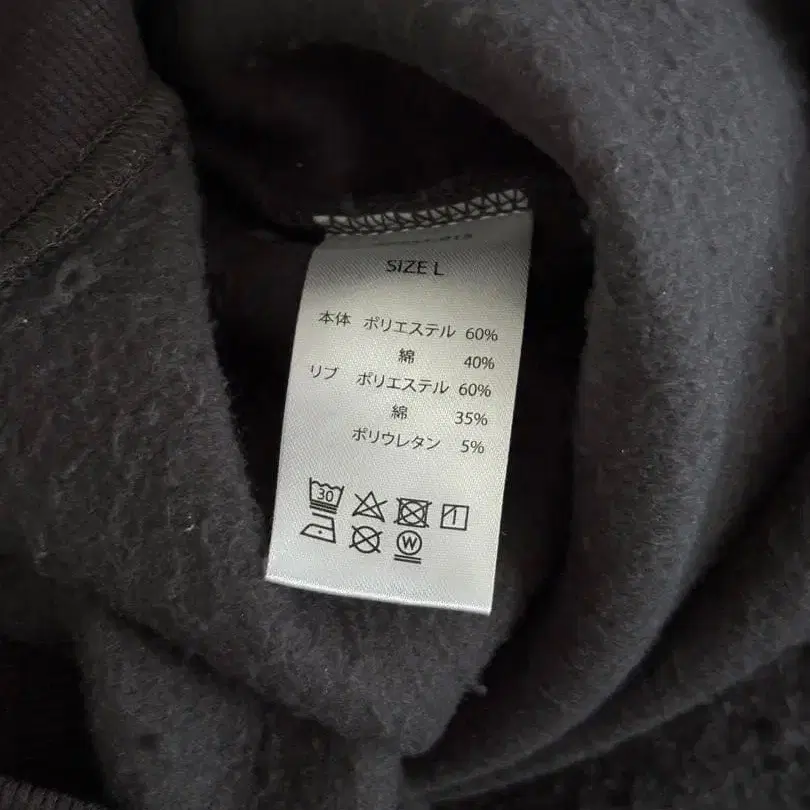 SIZE L
本体 ポリエステル 60%
綿 40%
リブ ポリエステル 60%
綿 35%
ポリウレタン 5%
30
W